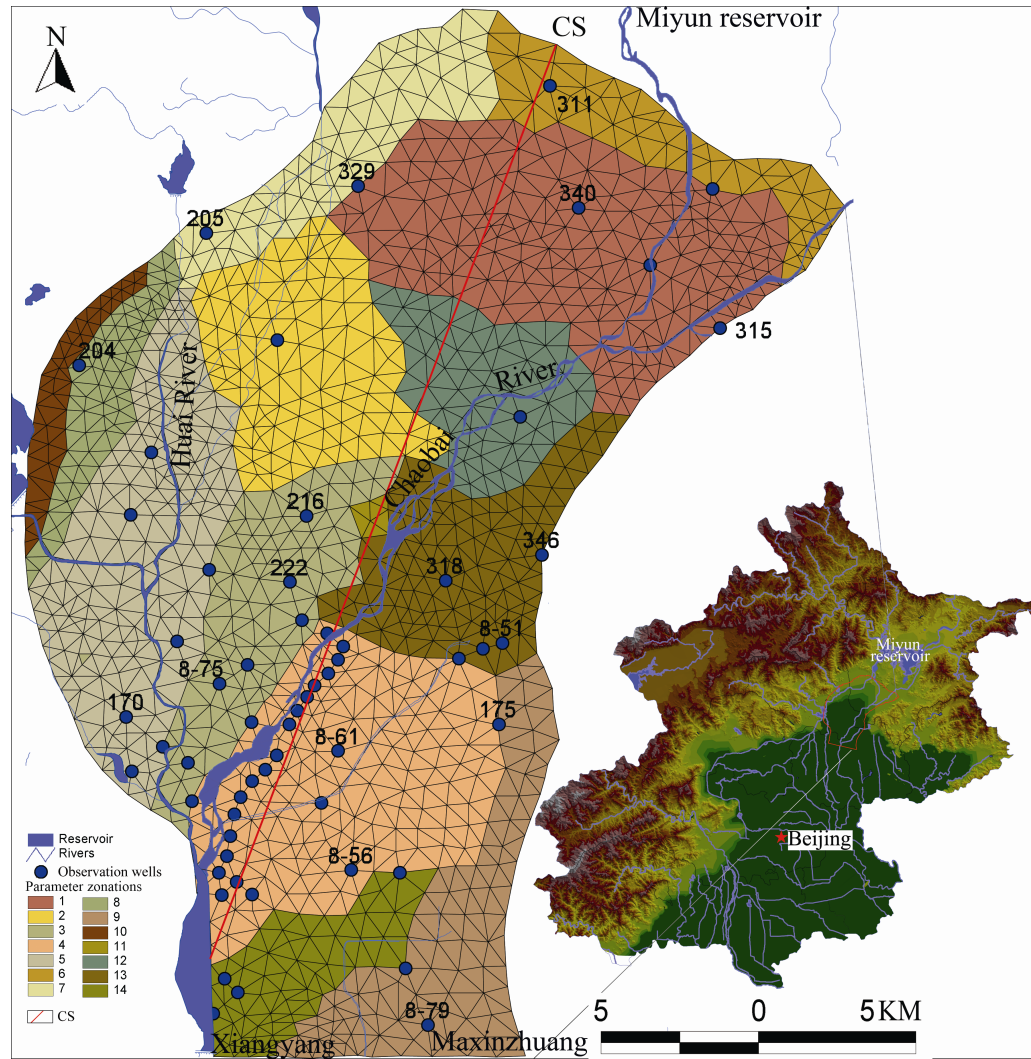 N
CS
Miyun reservoir
311
329
340
205
315
204
Huai River
River
Chaobai
216
346
222
318
8-51
8-75
170
175
8-61
8-56
8-79
Xiangyang
Maxinzhuang
Miyun
reservoir
Beijing
Reservoir
Rivers
Observation wells
Parameter zonations
1 8
2 9
3 10
4 11
5 12
6 13
7 14
CS
5 0 5 KM